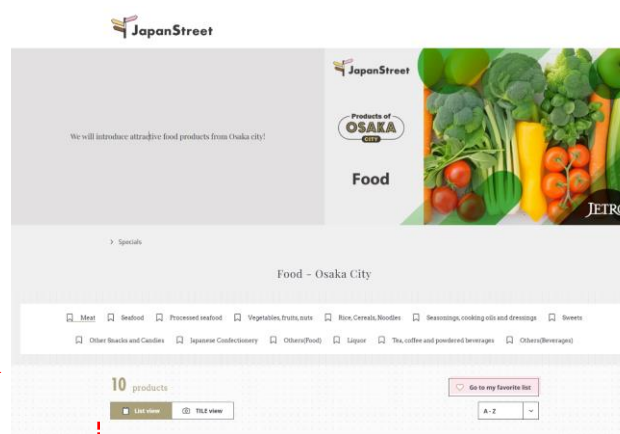 JapanStreet
JapanStreet
Products of
OSAKA
CITY
We will introduce attractive food products from Osaka city!
Food
JETRO
> Specials
Food - Osaka City
Meat Seafood Processed seafood Vegetables, fruits, nuts Rice, Cereals, Noodles Seasonings, cooking oils and dressings Sweets
Other Snacks and Candies Japanese Confectionery Others(Food) Liquor Tea, coffee and powdered beverages Others(Beverages)
10 products
Go to my favorite list
List view TILE view
A - Z